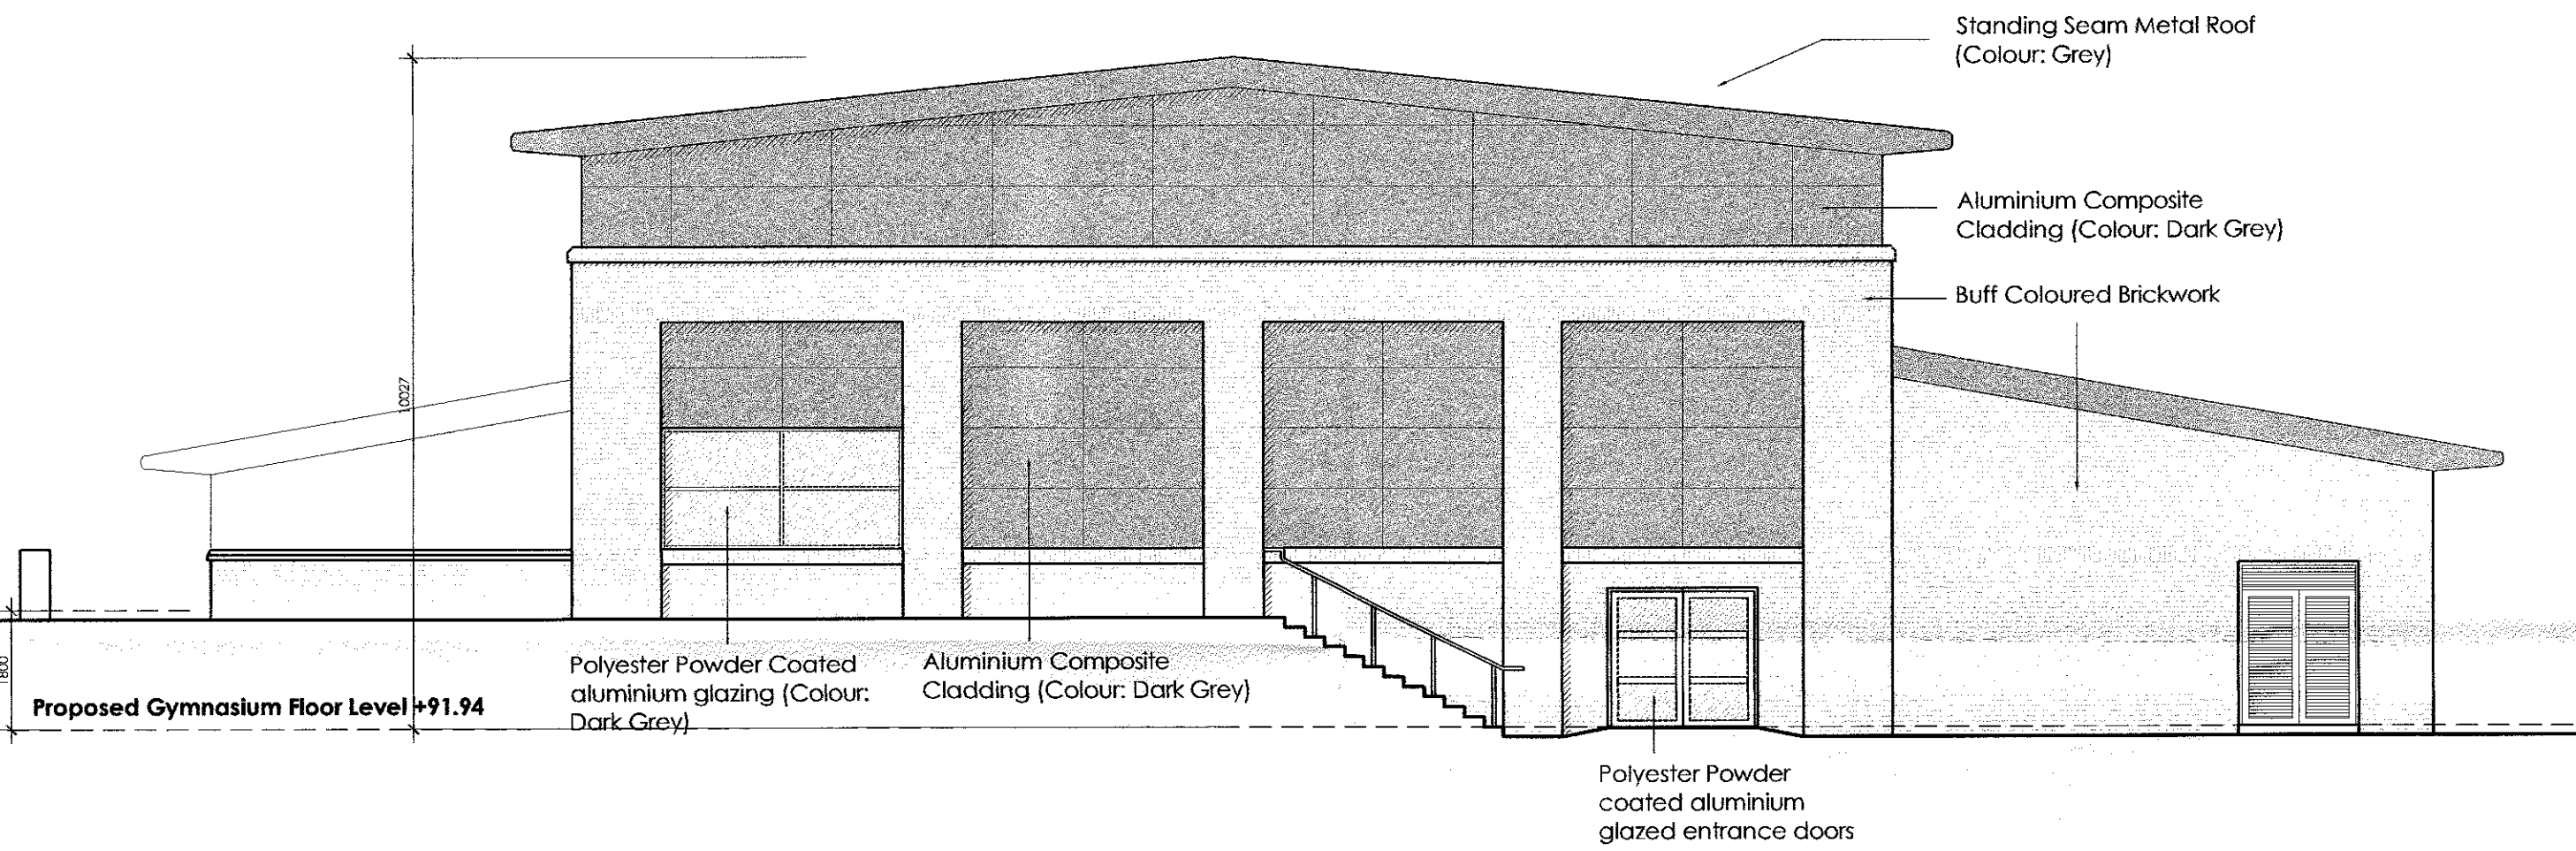 Standing Seam Metal Roof
(Colour: Grey)
Aluminium Composite
Cladding (Colour: Dark Grey)
Buff Coloured Brickwork
10027
1800
Proposed Gymnasium Floor Level +91.94
Polyester Powder Coated
aluminium glazing (Colour:
Dark Grey)
Aluminium Composite
Cladding (Colour: Dark Grey)
Polyester Powder
coated aluminium
glazed entrance doors